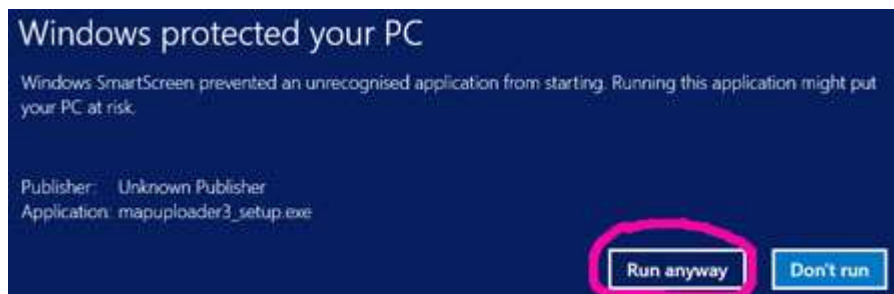 Windows protected your PC
Windows SmartScreen prevented an unrecognised application from starting. Running this application might put
your PC at risk.
Publisher: Unknown Publisher
Application: mapuploader3_setup.exe
Run anyway Don't run